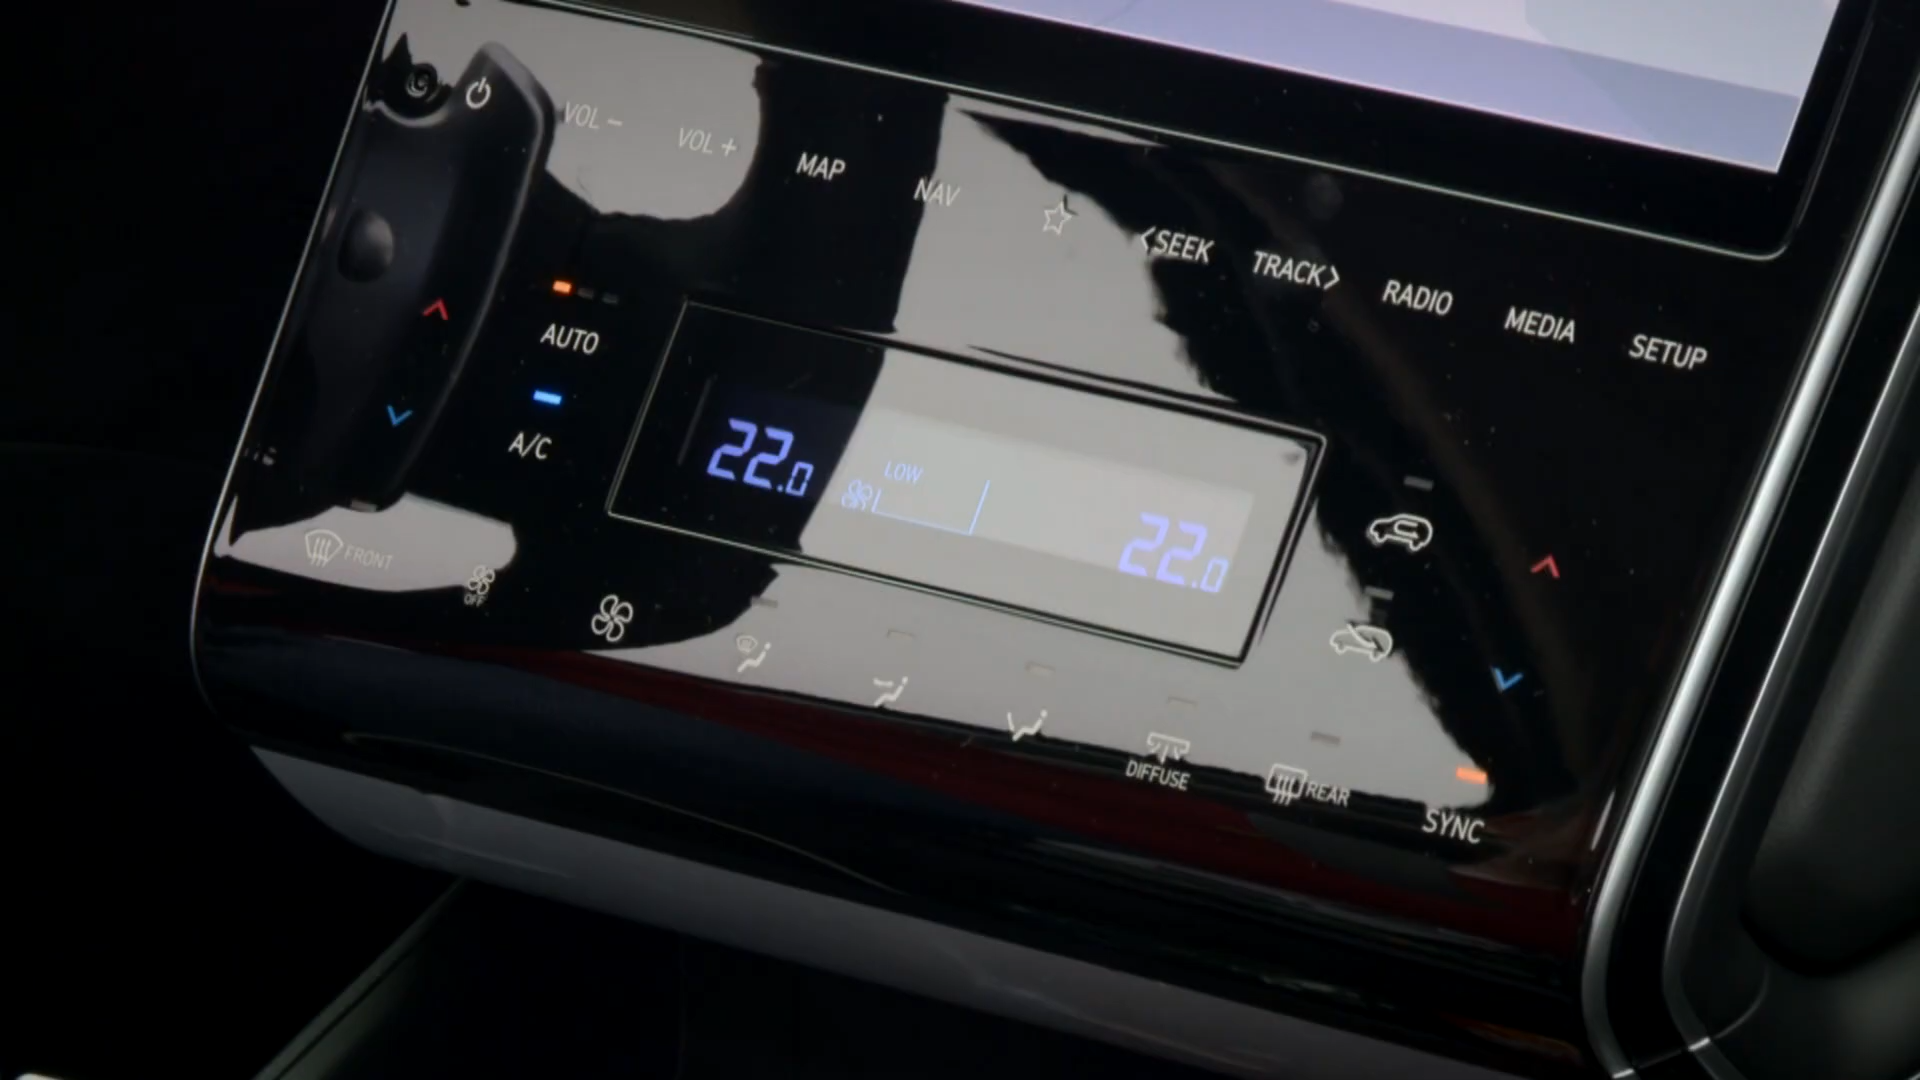 VOL −
VOL +
MAP
NAV
<SEEK
TRACK>
RADIO
MEDIA
SETUP
AUTO
A/C
22.0
LOW
22.0
FRONT
OFF
DIFFUSE
REAR
SYNC